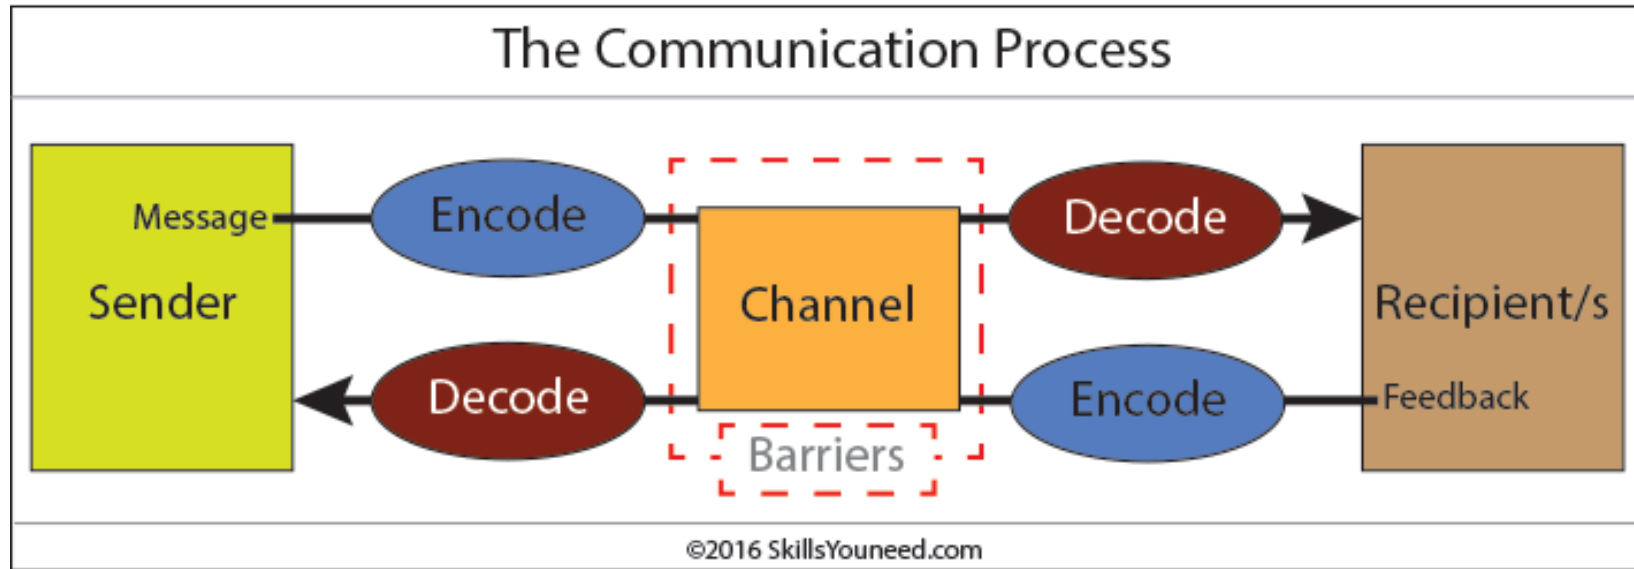 The Communication Process
Message
Encode
Decode
Sender
Channel
Recipient/s
Decode
Encode
Feedback
Barriers
©2016 SkillsYouneed.com